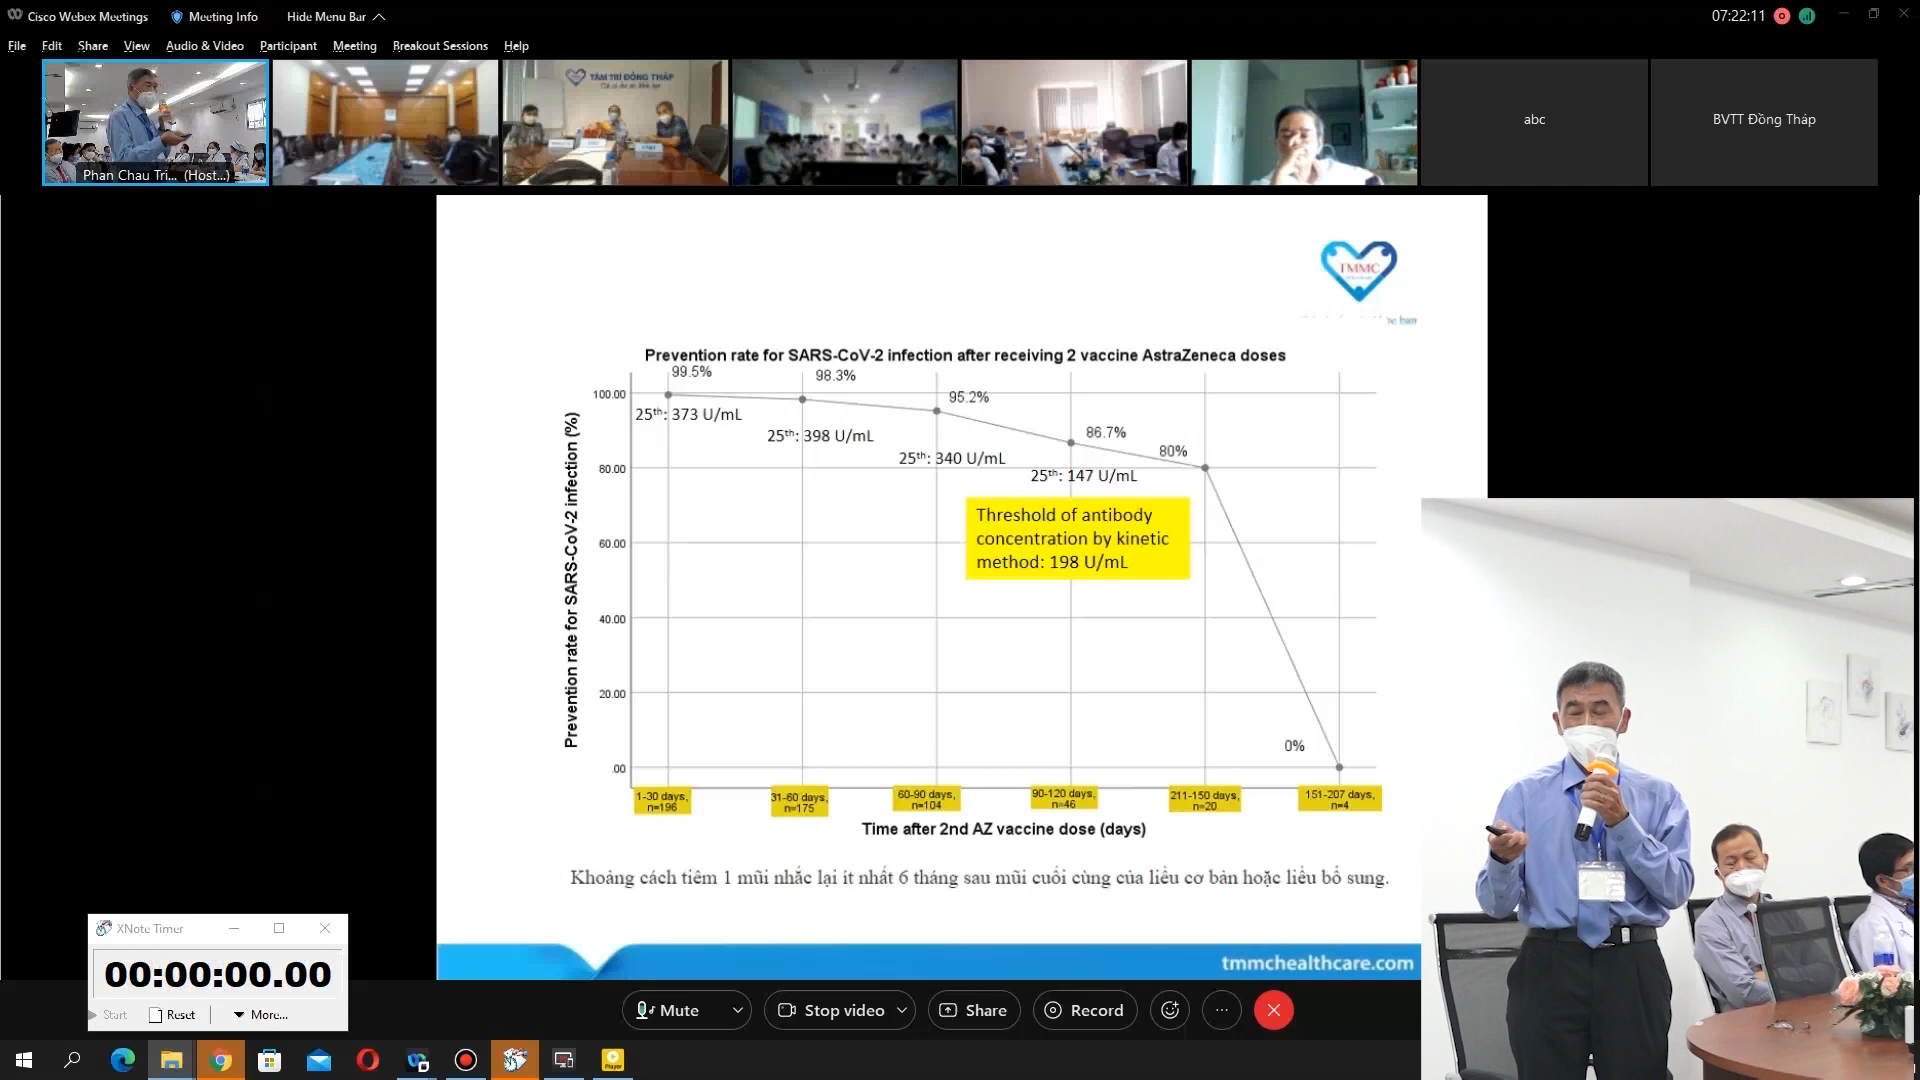 Cisco Webex Meetings
Meeting Info
Hide Menu Bar
07:22:11
File Edit Share View Audio & Video Participant Meeting Breakout Sessions Help
Phan Chau Tri... (Host...)
TÂM TRÍ ĐỒNG THÁP
abc
BVTT Đồng Tháp
TMMC
Prevention rate for SARS-CoV-2 infection after receiving 2 vaccine AstraZeneca doses
99.5%
98.3%
95.2%
86.7%
80%
0%
25th: 373 U/mL
25th: 398 U/mL
25th: 340 U/mL
25th: 147 U/mL
Threshold of antibody
concentration by kinetic
method: 198 U/mL
Prevention rate for SARS-CoV-2 infection (%)
100.00
80.00
60.00
40.00
20.00
.00
1-30 days,
n=196
31-60 days,
n=175
60-90 days,
n=104
90-120 days,
n=46
211-150 days,
n=20
151-207 days,
n=4
Time after 2nd AZ vaccine dose (days)
Khoảng cách tiêm 1 mũi nhắc lại ít nhất 6 tháng sau mũi cuối cùng của liều cơ bản hoặc liều bổ sung.
tmmchealthcare.com
XNote Timer
00:00:00.00
Start Reset More...
Mute
Stop video
Share
Record
Player